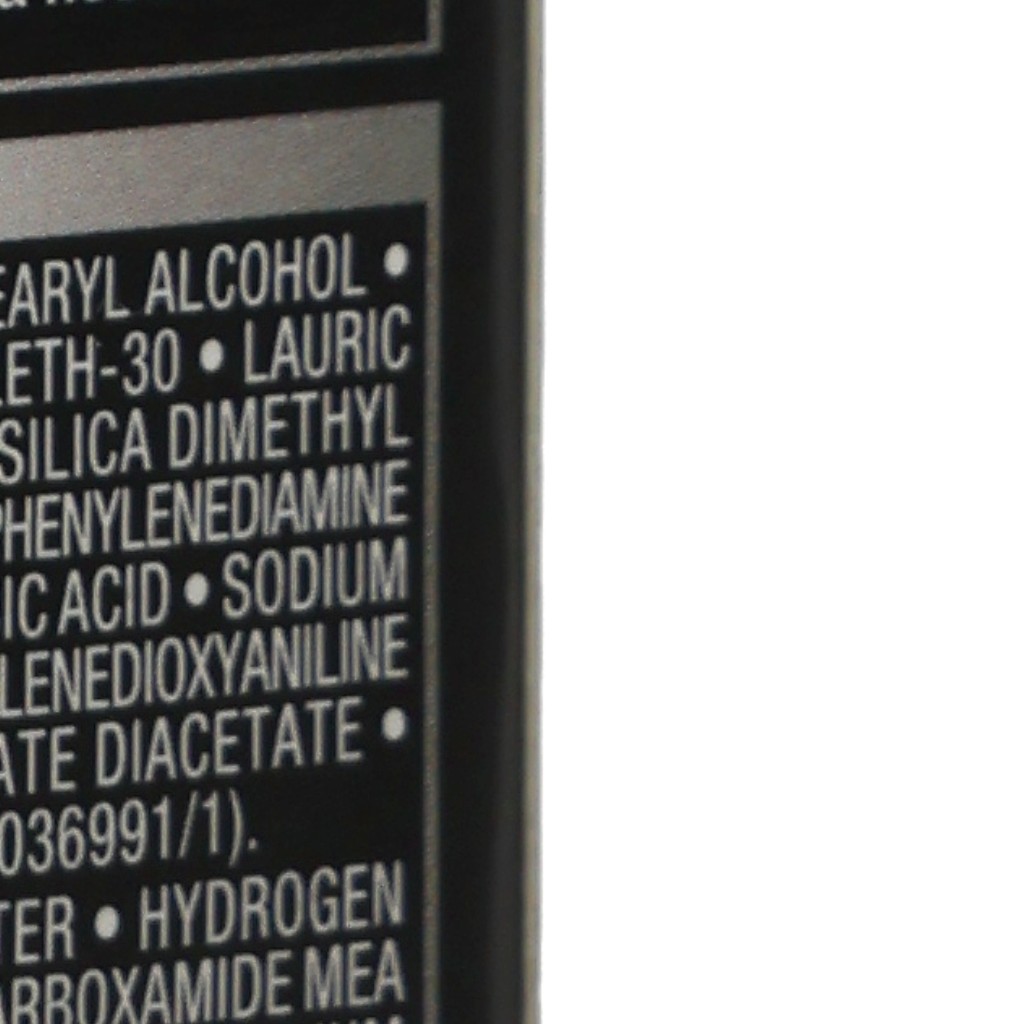 EARYL ALCOHOL •
LETH-30 • LAURIC
SILICA DIMETHYL
PHENYLENEDIAMINE
IC ACID • SODIUM
LENEDIOXYANILINE
ATE DIACETATE •
036991/1).
TER • HYDROGEN
ARBOXAMIDE MEA